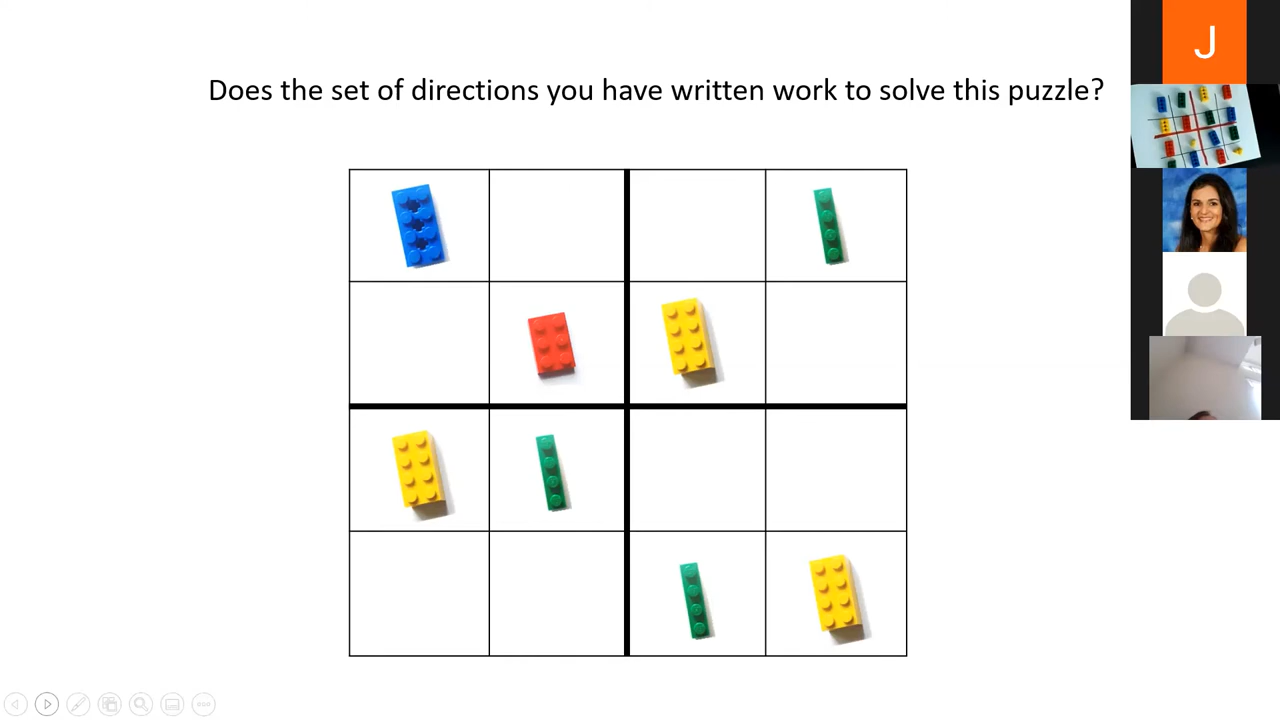 Does the set of directions you have written work to solve this puzzle?
J